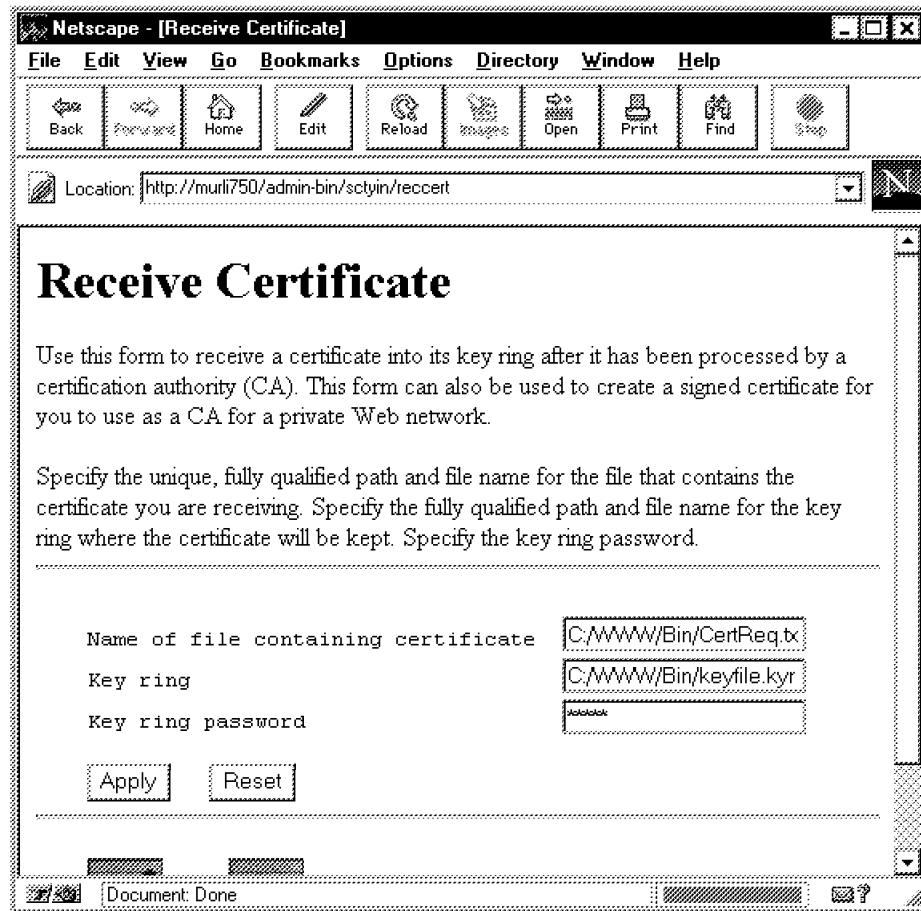 Netscape - [Receive Certificate]
File Edit View Go Bookmarks Options Directory Window Help
Back Forward Home Edit Reload Images Open Print Find Stop
Location: http://murli750/admin-bin/sctyin/reccert
N
Receive Certificate
Use this form to receive a certificate into its key ring after it has been processed by a
certification authority (CA). This form can also be used to create a signed certificate for
you to use as a CA for a private Web network.
Specify the unique, fully qualified path and file name for the file that contains the
certificate you are receiving. Specify the fully qualified path and file name for the key
ring where the certificate will be kept. Specify the key ring password.
Name of file containing certificate C:/WWW/Bin/CertReq.tx
Key ring C:/WWW/Bin/keyfile.kyr
Key ring password *****
Apply Reset
Document: Done
?